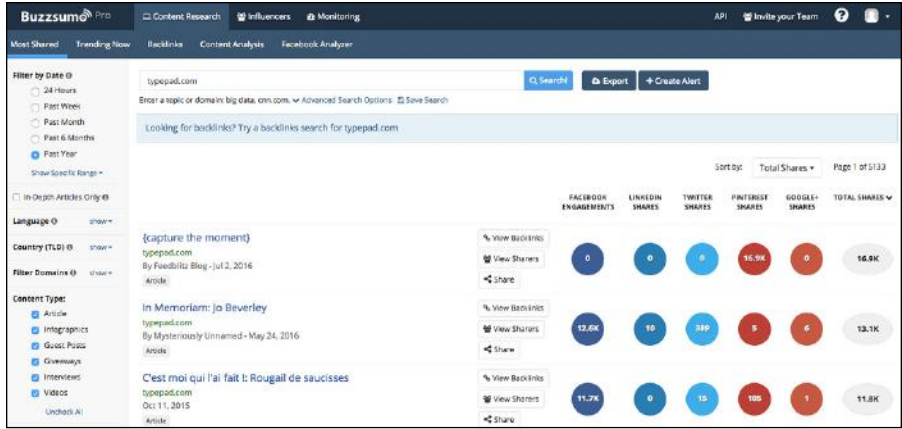 Buzzsumo Pro
Content Research
Influencers
Monitoring
API
Invite your Team
?
Most Shared
Trending Now
Backlinks
Content Analysis
Facebook Analyzer
Filter by Date
24 Hours
Past Week
Past Month
Past 6 Months
Past Year
Show Specific Range
In-Depth Articles Only
Language show
Country (TLD) show
Filter Domains show
Content Type:
Article
Infographics
Guest Posts
Giveaways
Interviews
Videos
Uncheck All
typepad.com
Search!
Export
+ Create Alert
Enter a topic or domain: big data, cnn.com. Advanced Search Options Save Search
Looking for backlinks? Try a backlinks search for typepad.com
Sort by: Total Shares Page 1 of 5133
FACEBOOK ENGAGEMENTS
LINKEDIN SHARES
TWITTER SHARES
PINTEREST SHARES
GOOGLE+ SHARES
TOTAL SHARES
{capture the moment}
typepad.com
By Feedblitz Blog - Jul 2, 2016
Article
View Backlinks
View Sharers
Share
0 0 0 16.9K 0 16.9K
In Memoriam: Jo Beverley
typepad.com
By Mysteriously Unnamed - May 24, 2016
Article
View Backlinks
View Sharers
Share
12.6K 10 389 5 6 13.1K
C'est moi qui l'ai fait !: Rougail de saucisses
typepad.com
Oct 11, 2015
Article
View Backlinks
View Sharers
Share
11.7K 0 15 105 1 11.8K